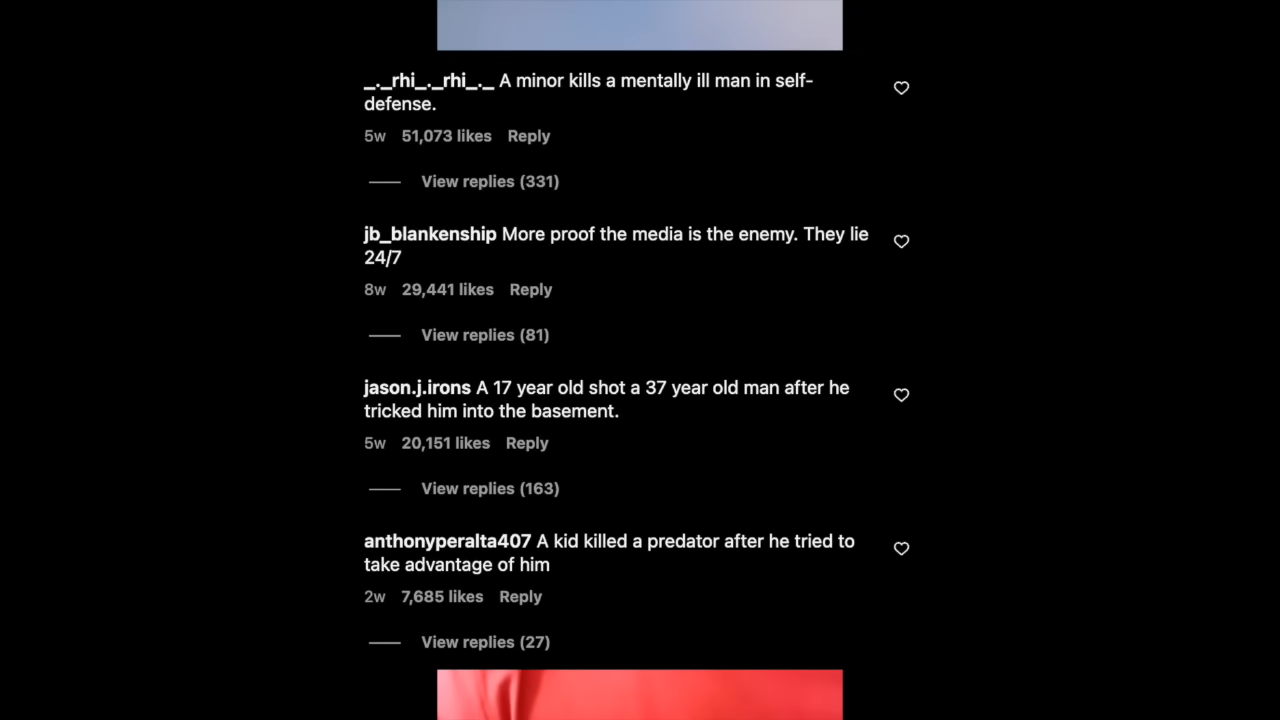 _._rhi_._rhi_._ A minor kills a mentally ill man in self-
defense.
5w 51,073 likes Reply
View replies (331)
jb_blankenship More proof the media is the enemy. They lie
24/7
8w 29,441 likes Reply
View replies (81)
jason.j.irons A 17 year old shot a 37 year old man after he
tricked him into the basement.
5w 20,151 likes Reply
View replies (163)
anthonyperalta407 A kid killed a predator after he tried to
take advantage of him
2w 7,685 likes Reply
View replies (27)